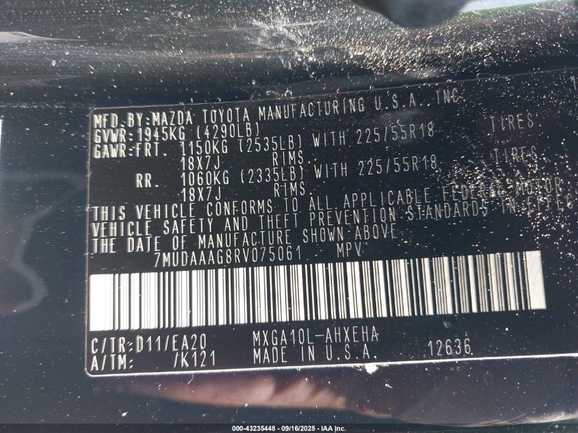 MFD.BY:MAZDA TOYOTA MANUFACTURING U.S.A.,INC.
GVWR:1945KG (4290LB)
GAWR:FRT. 1150KG (2535LB) WITH 225/55R18 TIRES
18X7J RIMS,
RR. 1060KG (2335LB) WITH 225/55R18 TIRES
18X7J RIMS,
THIS VEHICLE CONFORMS TO ALL APPLICABLE FEDERAL MOTOR
VEHICLE SAFETY AND THEFT PREVENTION STANDARDS IN EFFEC
THE DATE OF MANUFACTURE SHOWN ABOVE.
7MUDAAAG8RV075061 MPV
C/TR:D11/EA20 MXGA10L-AHXEHA
A/TM: /K121 MADE IN U.S.A. 12636
000-43235448 - 09/16/2025 - IAA Inc.